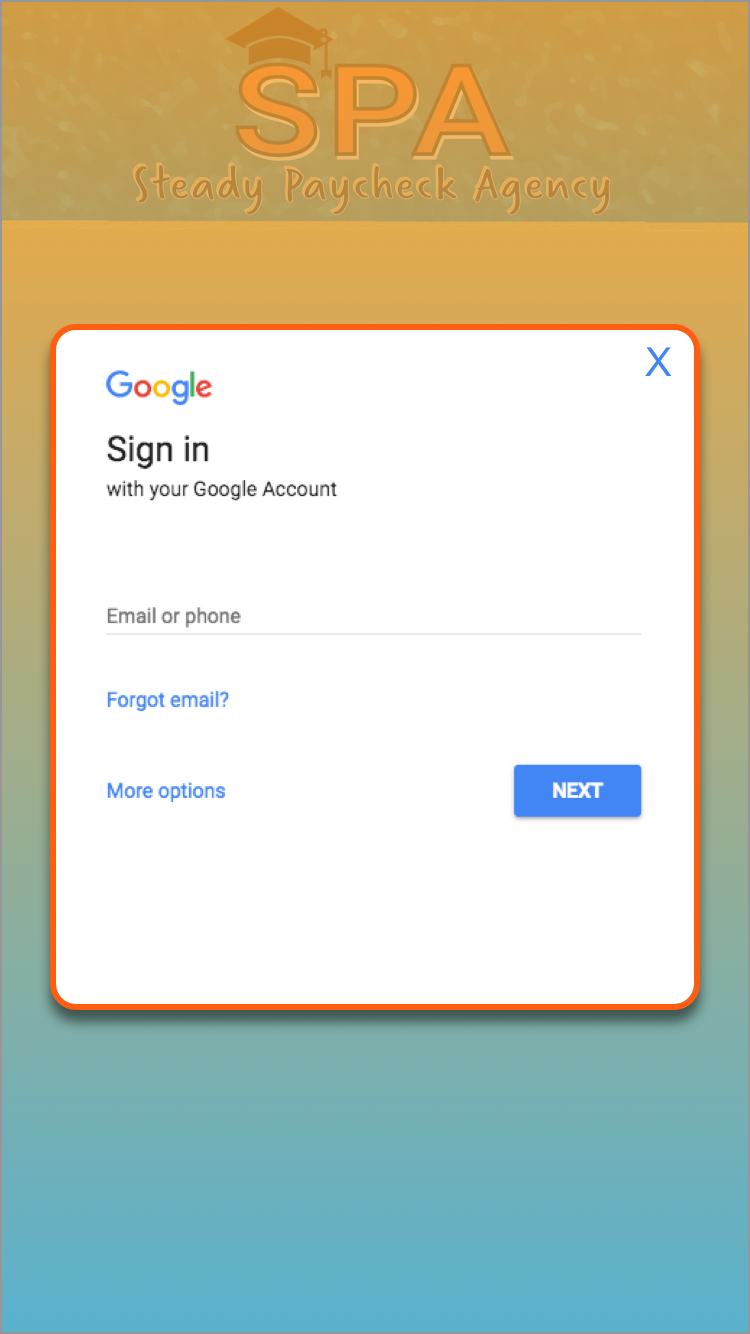 SPA
Steady Paycheck Agency
X
Google
Sign in
with your Google Account
Email or phone
Forgot email?
More options
NEXT